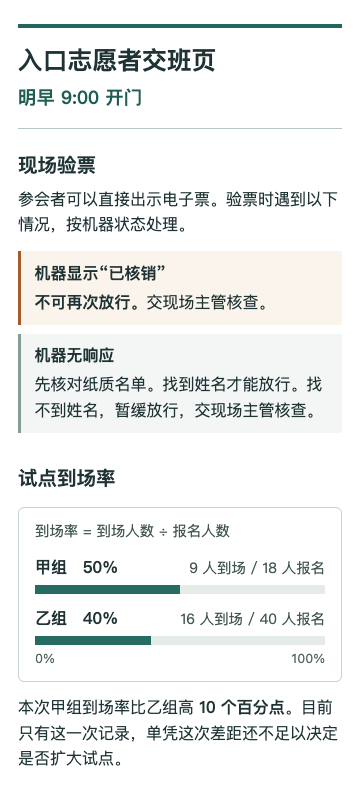 入口志愿者交班页
明早 9:00 开门
现场验票
参会者可以直接出示电子票。验票时遇到以下
情况，按机器状态处理。
机器显示“已核销”
不可再次放行。交现场主管核查。
机器无响应
先核对纸质名单。找到姓名才能放行。找
不到姓名，暂缓放行，交现场主管核查。
试点到场率
到场率 = 到场人数 ÷ 报名人数
甲组 50% 9 人到场 / 18 人报名
乙组 40% 16 人到场 / 40 人报名
0% 100%
本次甲组到场率比乙组高 10 个百分点。目前
只有这一次记录，单凭这次差距还不足以决定
是否扩大试点。